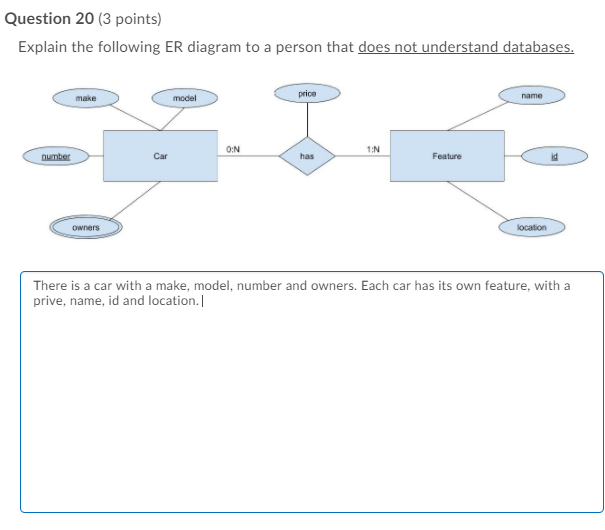 Question 20 (3 points)
Explain the following ER diagram to a person that does not understand databases.
make
model
price
name
number
Car
0:N
has
1:N
Feature
id
owners
location
There is a car with a make, model, number and owners. Each car has its own feature, with a
prive, name, id and location.